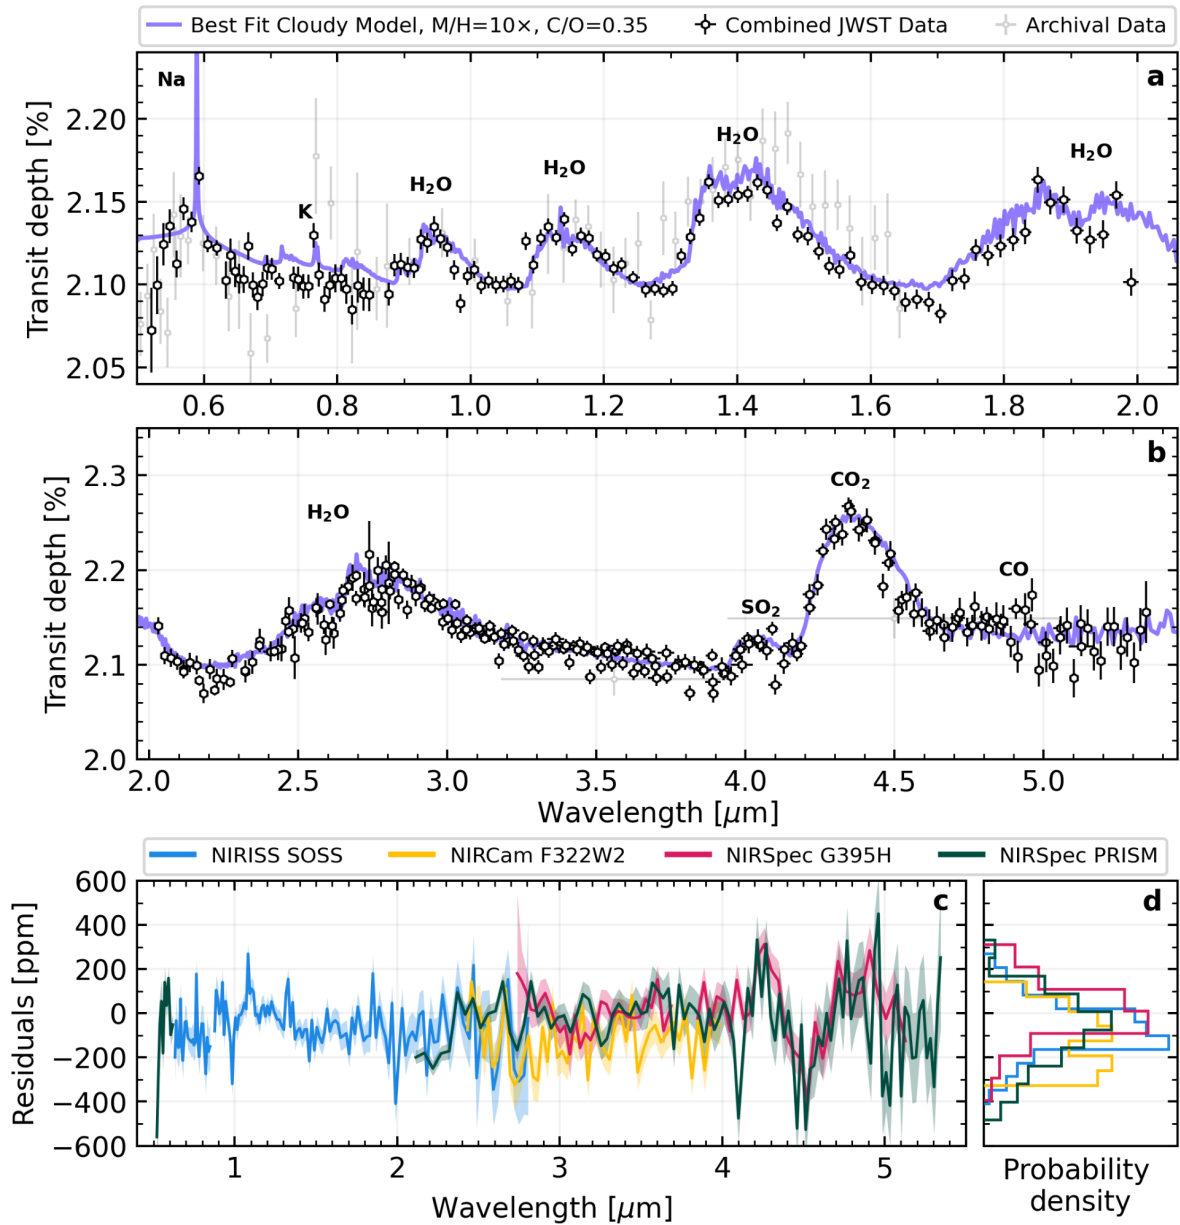 Best Fit Cloudy Model, M/H=10×, C/O=0.35 Combined JWST Data Archival Data
a
Na
K
H₂O
H₂O
H₂O
H₂O
Transit depth [%]
2.20
2.15
2.10
2.05
0.6 0.8 1.0 1.2 1.4 1.6 1.8 2.0
b
H₂O
SO₂
CO₂
CO
Transit depth [%]
2.3
2.2
2.1
2.0
2.0 2.5 3.0 3.5 4.0 4.5 5.0
Wavelength [μm]
NIRISS SOSS NIRCam F322W2 NIRSpec G395H NIRSpec PRISM
c
Residuals [ppm]
600
400
200
0
−200
−400
−600
1 2 3 4 5
Wavelength [μm]
d
Probability
density